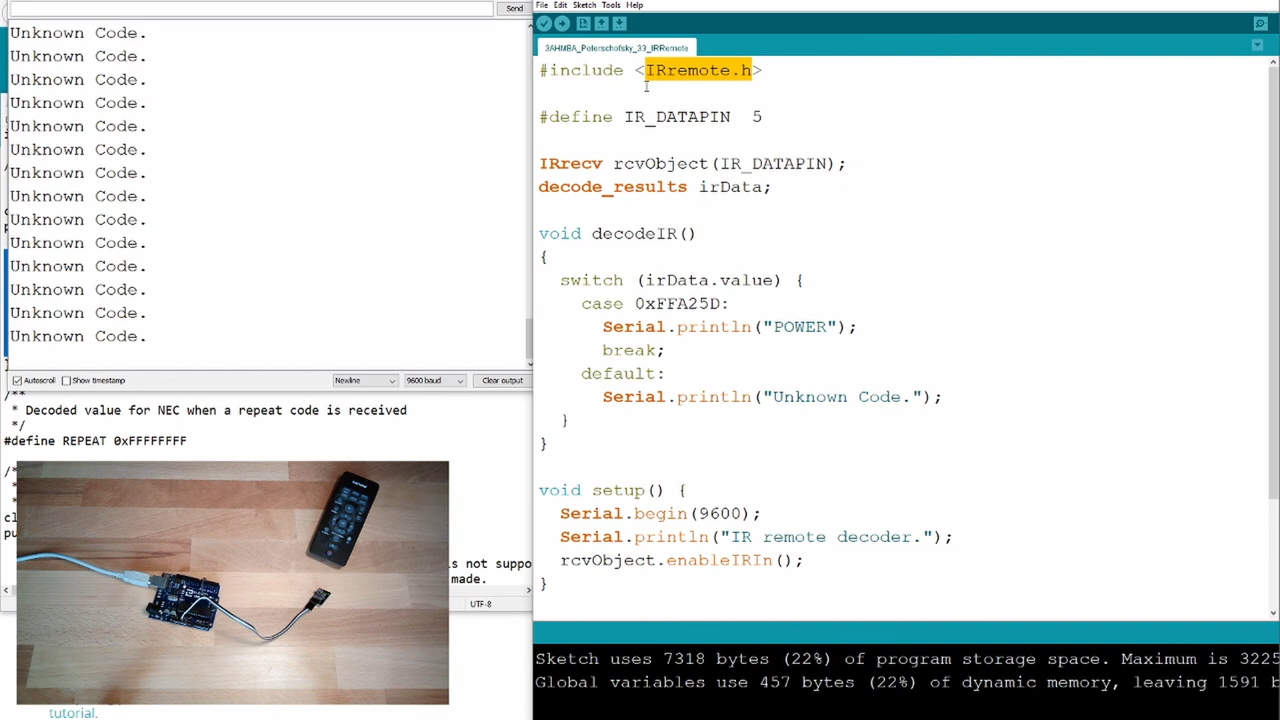 Send
Unknown Code.
Unknown Code.
Unknown Code.
Unknown Code.
Unknown Code.
Unknown Code.
Unknown Code.
Unknown Code.
Unknown Code.
Unknown Code.
Unknown Code.
Unknown Code.
Unknown Code.
Unknown Code.
Autoscroll Show timestamp Newline 9600 baud Clear output
/**
* Decoded value for NEC when a repeat code is received
*/
#define REPEAT 0xFFFFFFFF
/*
cl
pu
is not suppo
made.
UTF-8
tutorial.
File Edit Sketch Tools Help
3AHMBA_Peterschofsky_33_IRRemote
#include <IRremote.h>
#define IR_DATAPIN 5
IRrecv rcvObject(IR_DATAPIN);
decode_results irData;
void decodeIR()
{
switch (irData.value) {
case 0xFFA25D:
Serial.println("POWER");
break;
default:
Serial.println("Unknown Code.");
}
}
void setup() {
Serial.begin(9600);
Serial.println("IR remote decoder.");
rcvObject.enableIRIn();
}
Sketch uses 7318 bytes (22%) of program storage space. Maximum is 3225
Global variables use 457 bytes (22%) of dynamic memory, leaving 1591 b